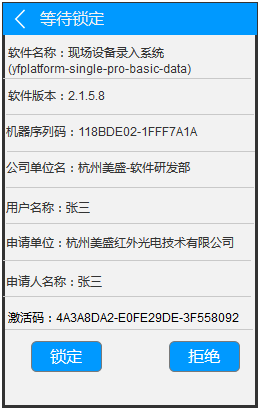 等待锁定
软件名称：现场设备录入系统
(yfplatform-single-pro-basic-data)
软件版本：2.1.5.8
机器序列码：118BDE02-1FFF7A1A
公司单位名：杭州美盛-软件研发部
用户名称：张三
申请单位：杭州美盛红外光电技术有限公司
申请人名称：张三
激活码：4A3A8DA2-E0FE29DE-3F558092
锁定
拒绝